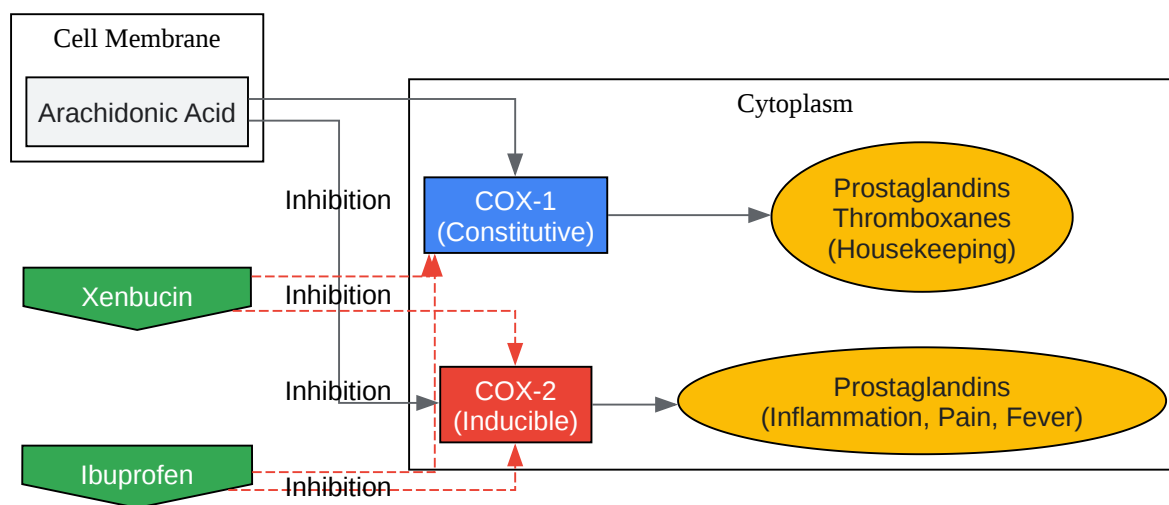 Cell Membrane
Arachidonic Acid
Cytoplasm
Inhibition
COX-1
(Constitutive)
Prostaglandins
Thromboxanes
(Housekeeping)
Xenbucin
Inhibition
Inhibition
COX-2
(Inducible)
Prostaglandins
(Inflammation, Pain, Fever)
Ibuprofen
Inhibition